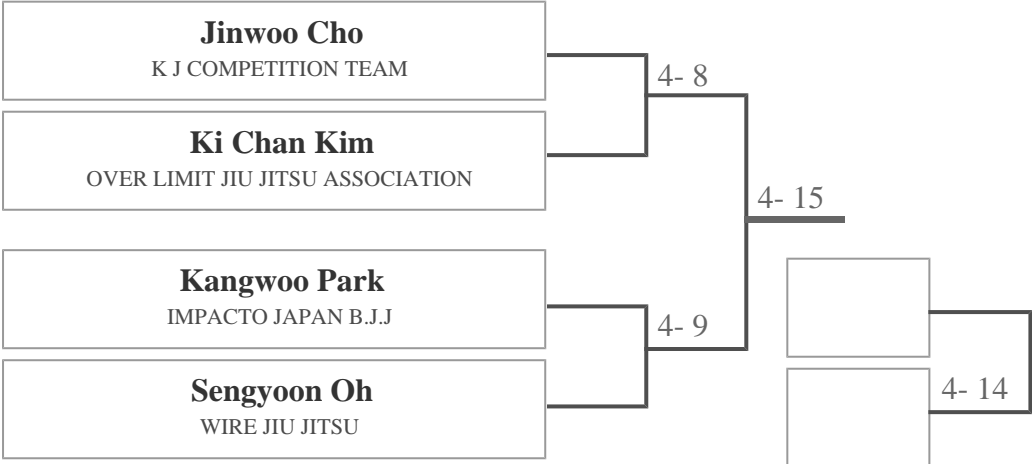 Jinwoo Cho
K J COMPETITION TEAM
4- 8
Ki Chan Kim
OVER LIMIT JIU JITSU ASSOCIATION
4- 15
Kangwoo Park
IMPACTO JAPAN B.J.J
4- 9
Sengyoon Oh
WIRE JIU JITSU
4- 14